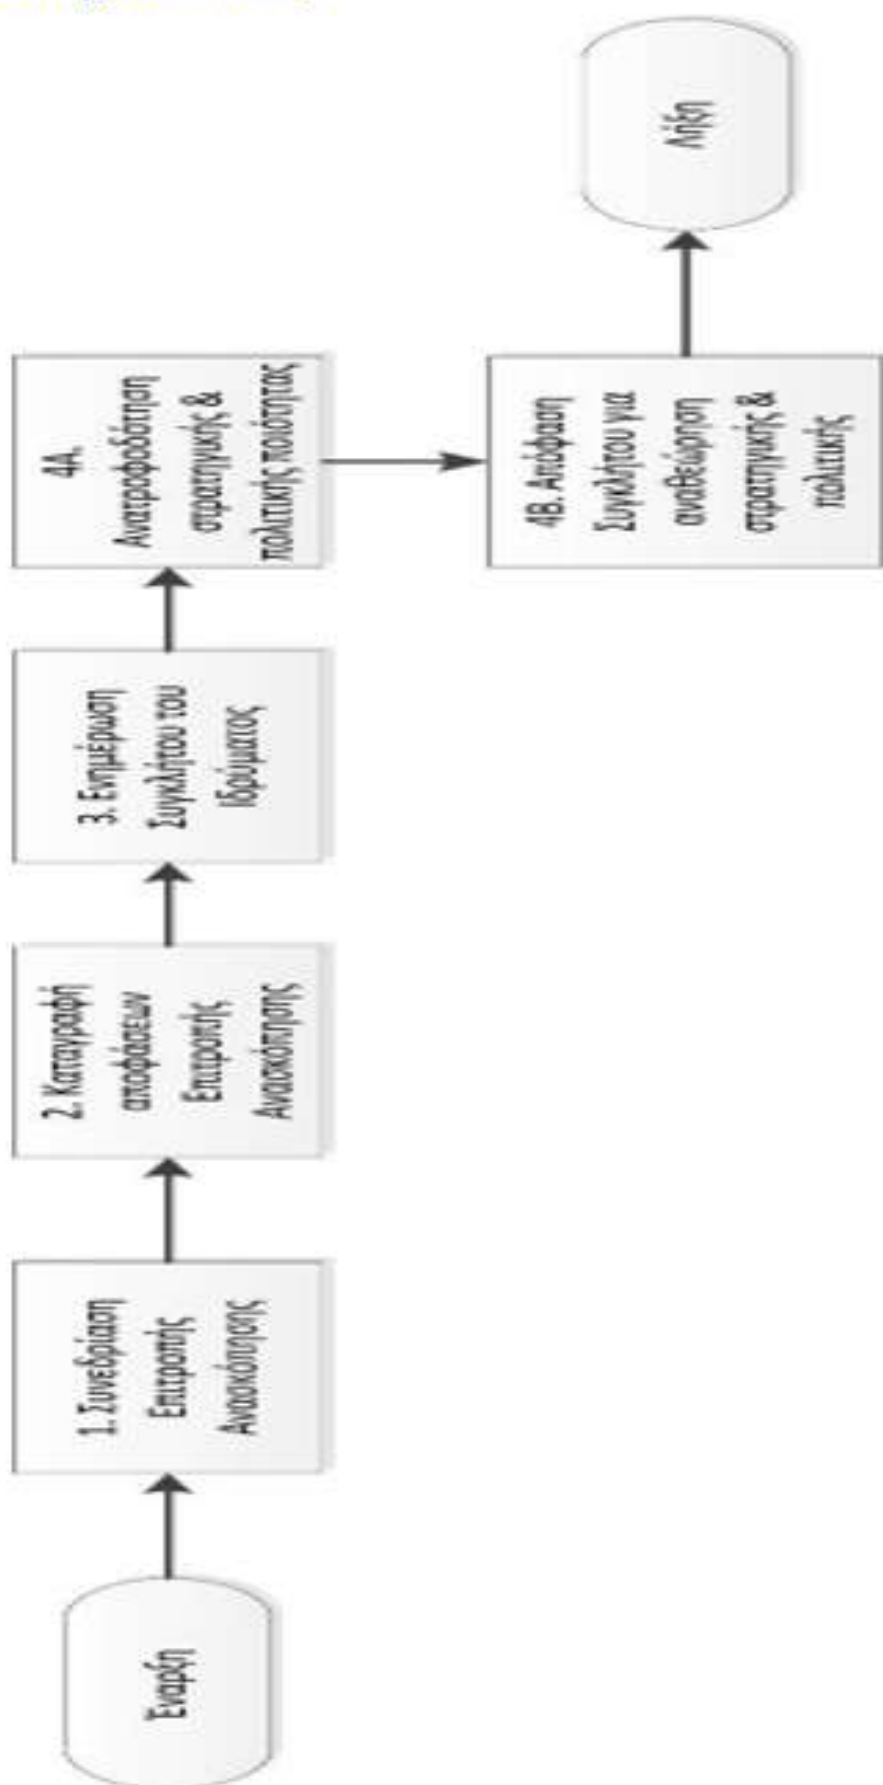 Έναρξη
1. Συνεδρίαση
Επιτροπής
Ανασκόπησης
2. Καταγραφή
αποφάσεων
Επιτροπής
Ανασκόπησης
3. Ενημέρωση
Συγκλήτου του
Ιδρύματος
4Α.
Ανατροφοδότηση
στρατηγικής &
πολιτικής ποιότητας
4Β. Απόφαση
Συγκλήτου για
αναθεώρηση
στρατηγικής &
πολιτικής
Λήξη